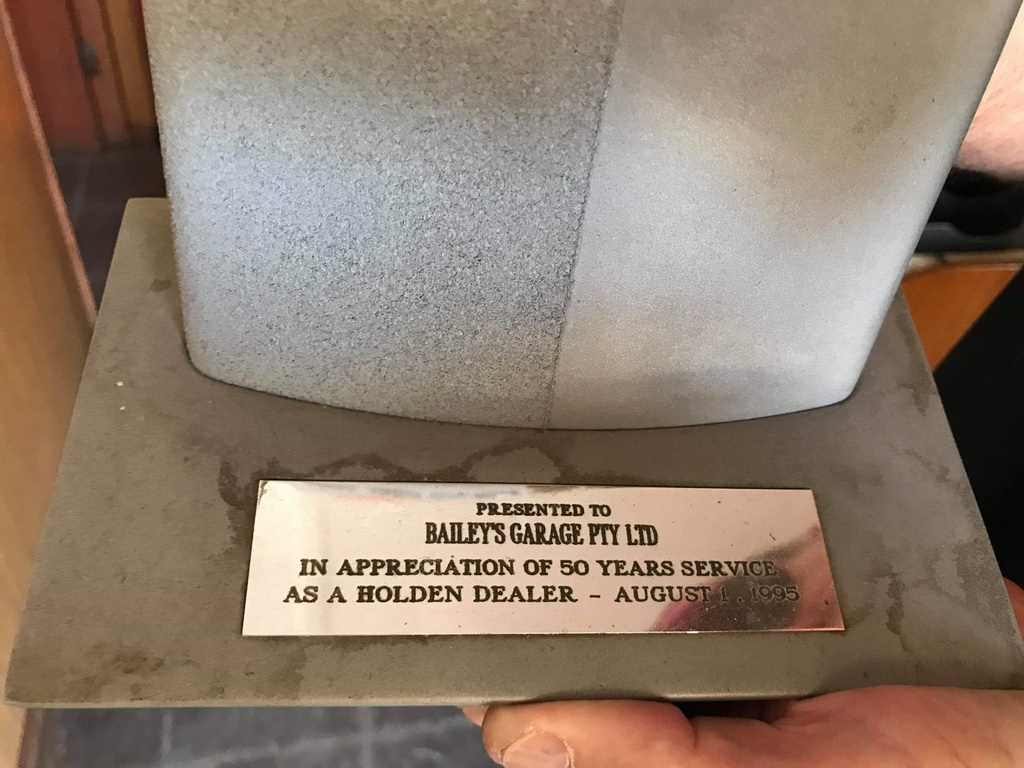 PRESENTED TO
BAILEY'S GARAGE PTY LTD
IN APPRECIATION OF 50 YEARS SERVICE
AS A HOLDEN DEALER - AUGUST 1, 1995